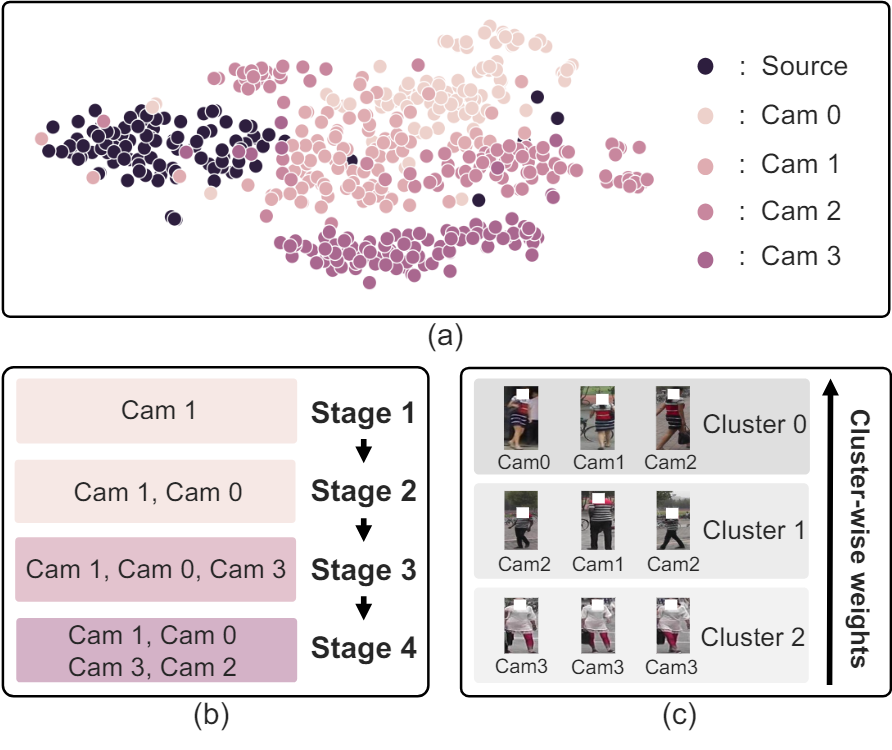 : Source
: Cam 0
: Cam 1
: Cam 2
: Cam 3
(a)
Cam 1
Stage 1
Cam 1, Cam 0
Stage 2
Cam 1, Cam 0, Cam 3
Stage 3
Cam 1, Cam 0
Cam 3, Cam 2
Stage 4
(b)
Cam0 Cam1 Cam2
Cluster 0
Cam2 Cam1 Cam2
Cluster 1
Cam3 Cam3 Cam3
Cluster 2
Cluster-wise weights
(c)